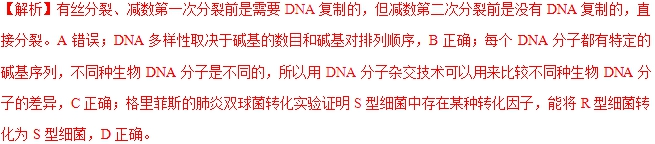 【解析】有丝分裂、减数第一次分裂前是需要 DNA 复制的，但减数第二次分裂前是没有 DNA 复制的，直
接分裂。A 错误；DNA 多样性取决于碱基的数目和碱基对排列顺序，B 正确；每个 DNA 分子都有特定的
碱基序列，不同种生物 DNA 分子是不同的，所以用 DNA 分子杂交技术可以用来比较不同种生物 DNA 分
子的差异，C 正确；格里菲斯的肺炎双球菌转化实验证明 S 型细菌中存在某种转化因子，能将 R 型细菌转
化为 S 型细菌，D 正确。